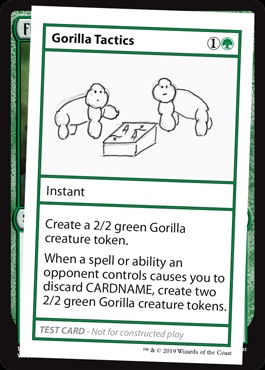 Gorilla Tactics 1
Instant
Create a 2/2 green Gorilla
creature token.
When a spell or ability an
opponent controls causes you to
discard CARDNAME, create two
2/2 green Gorilla creature tokens.
TEST CARD - Not for constructed play
™ & © 2019 Wizards of the Coast